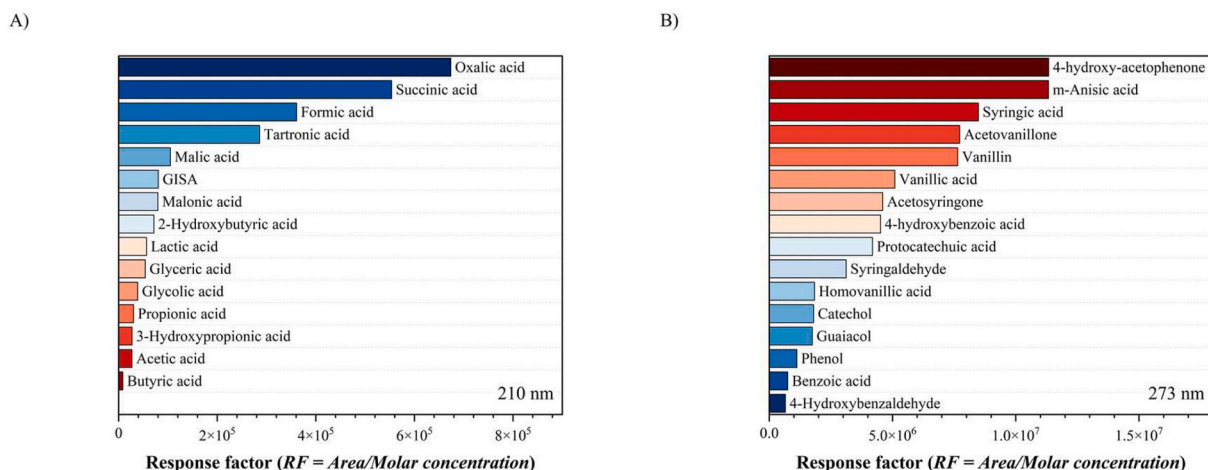 A)
Oxalic acid
Succinic acid
Formic acid
Tartronic acid
Malic acid
GISA
Malonic acid
2-Hydroxybutyric acid
Lactic acid
Glyceric acid
Glycolic acid
Propionic acid
3-Hydroxypropionic acid
Acetic acid
Butyric acid
210 nm
0 2×10⁵ 4×10⁵ 6×10⁵ 8×10⁵
Response factor (RF = Area/Molar concentration)
B)
4-hydroxy-acetophenone
m-Anisic acid
Syringic acid
Acetovanillone
Vanillin
Vanillic acid
Acetosyringone
4-hydroxybenzoic acid
Protocatechuic acid
Syringaldehyde
Homovanillic acid
Catechol
Guaiacol
Phenol
Benzoic acid
4-Hydroxybenzaldehyde
273 nm
0.0 5.0×10⁶ 1.0×10⁷ 1.5×10⁷
Response factor (RF = Area/Molar concentration)